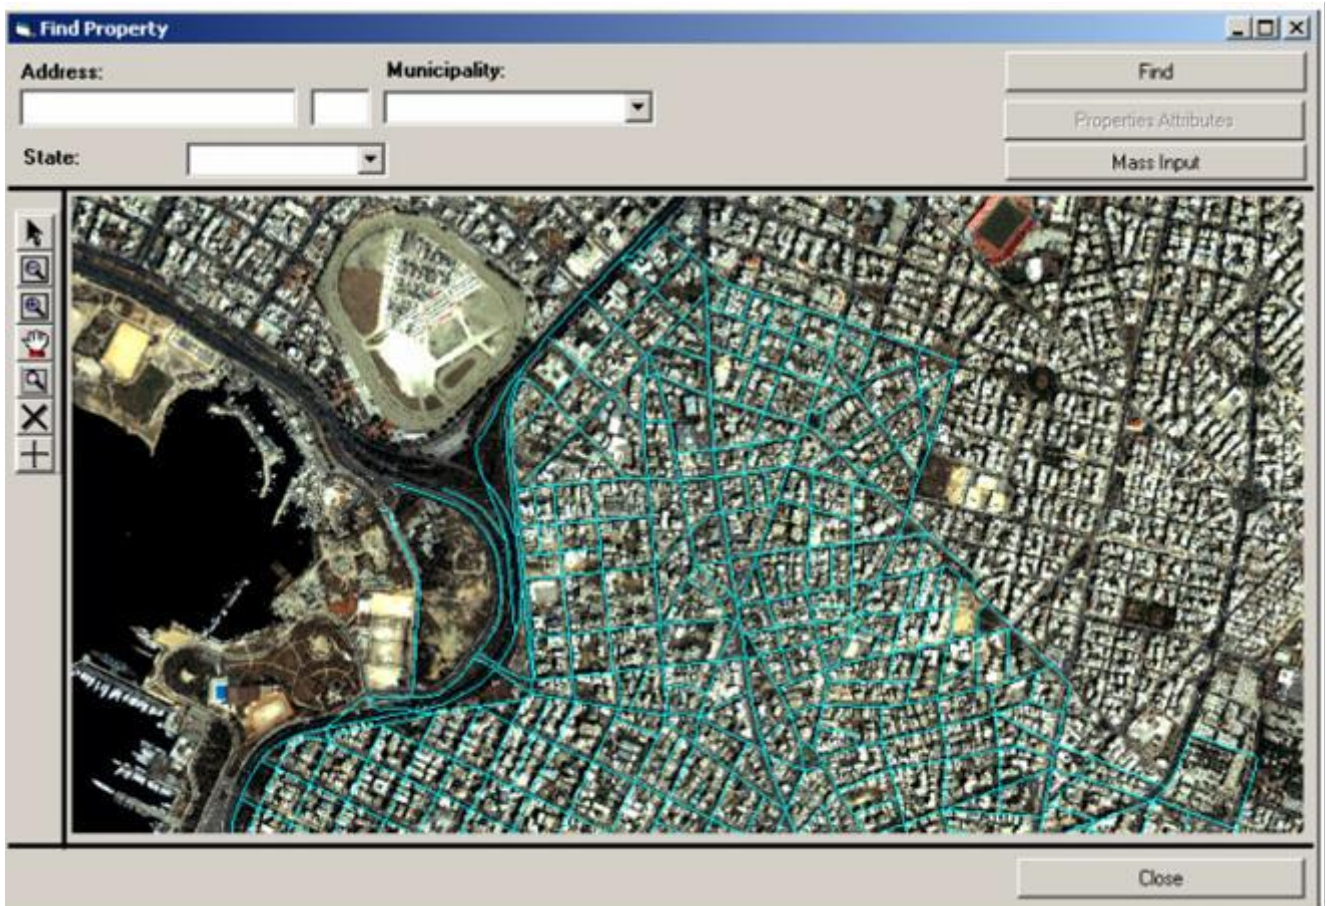 Find Property
Address:
Municipality:
Find
Properties Attributes
State:
Mass Input
Close